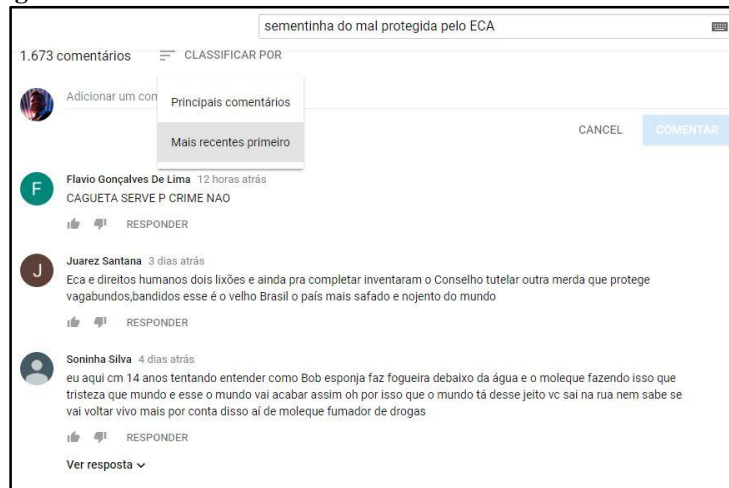 g
sementinha do mal protegida pelo ECA
1.673 comentários CLASSIFICAR POR
Adicionar um com
Principais comentários
Mais recentes primeiro
CANCEL COMENTAR
F
Flavio Gonçalves De Lima 12 horas atrás
CAGUETA SERVE P CRIME NAO
RESPONDER
J
Juarez Santana 3 dias atrás
Eca e direitos humanos dois lixões e ainda pra completar inventaram o Conselho tutelar outra merda que protege
vagabundos,bandidos esse é o velho Brasil o país mais safado e nojento do mundo
RESPONDER
Soninha Silva 4 dias atrás
eu aqui cm 14 anos tentando entender como Bob esponja faz fogueira debaixo da água e o moleque fazendo isso que
tristeza que mundo e esse o mundo vai acabar assim oh por isso que o mundo tá desse jeito vc sai na rua nem sabe se
vai voltar vivo mais por conta disso aí de moleque fumador de drogas
RESPONDER
Ver resposta